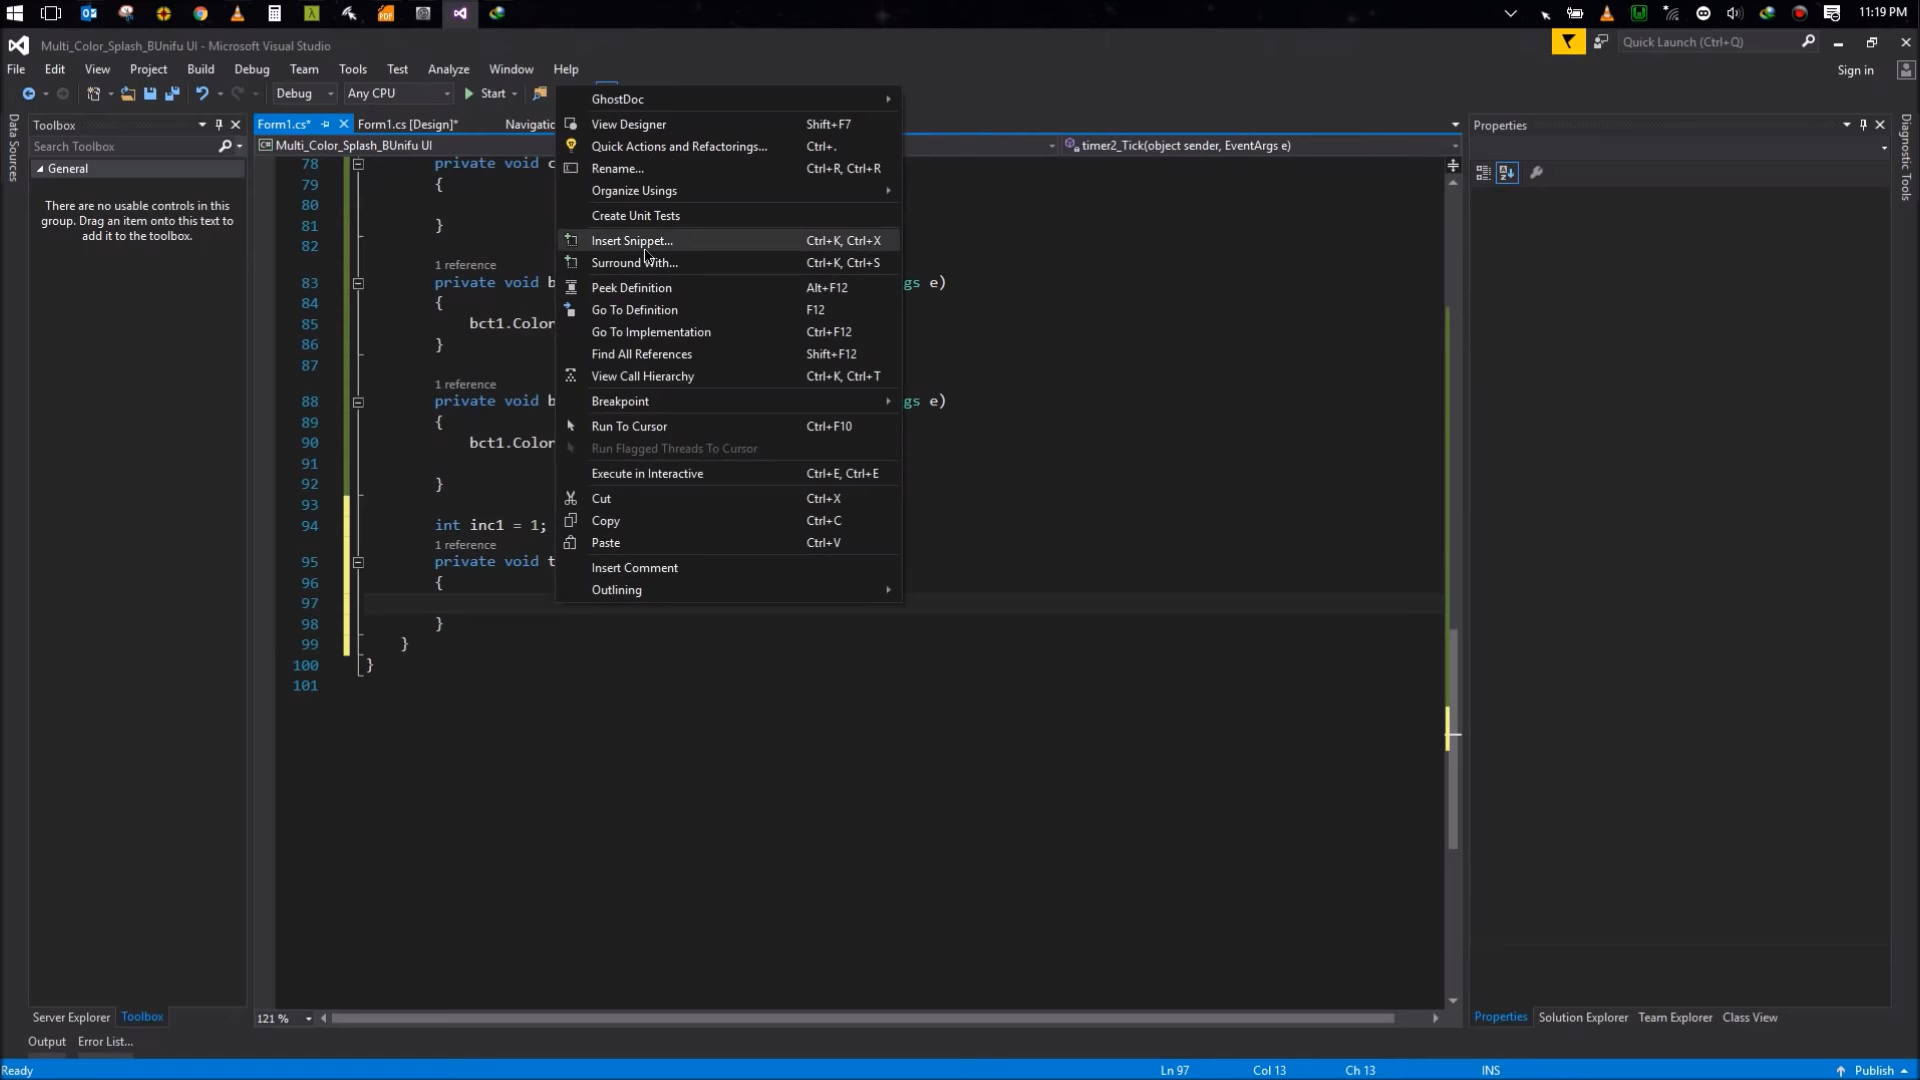 11:19 PM
Multi_Color_Splash_BUnifu UI - Microsoft Visual Studio
Quick Launch (Ctrl+Q)
File Edit View Project Build Debug Team Tools Test Analyze Window Help
Sign in
Debug Any CPU Start
Toolbox
Form1.cs* Form1.cs [Design]* Navigatio
Properties
Search Toolbox
Multi_Color_Splash_BUnifu UI
timer2_Tick(object sender, EventArgs e)
General
There are no usable controls in this
group. Drag an item onto this text to
add it to the toolbox.
Data Sources
Diagnostic Tools
78 private void c
79 {
80
81 }
82
1 reference
83 private void b gs e)
84 {
85 bct1.Color
86 }
87
1 reference
88 private void b gs e)
89 {
90 bct1.Color
91
92 }
93
94 int inc1 = 1;
1 reference
95 private void t
96 {
97
98 }
99 }
100 }
101
GhostDoc
View Designer Shift+F7
Quick Actions and Refactorings... Ctrl+.
Rename... Ctrl+R, Ctrl+R
Organize Usings
Create Unit Tests
Insert Snippet... Ctrl+K, Ctrl+X
Surround With... Ctrl+K, Ctrl+S
Peek Definition Alt+F12
Go To Definition F12
Go To Implementation Ctrl+F12
Find All References Shift+F12
View Call Hierarchy Ctrl+K, Ctrl+T
Breakpoint
Run To Cursor Ctrl+F10
Run Flagged Threads To Cursor
Execute in Interactive Ctrl+E, Ctrl+E
Cut Ctrl+X
Copy Ctrl+C
Paste Ctrl+V
Insert Comment
Outlining
121 %
Server Explorer Toolbox
Properties Solution Explorer Team Explorer Class View
Output Error List...
Ready Ln 97 Col 13 Ch 13 INS Publish